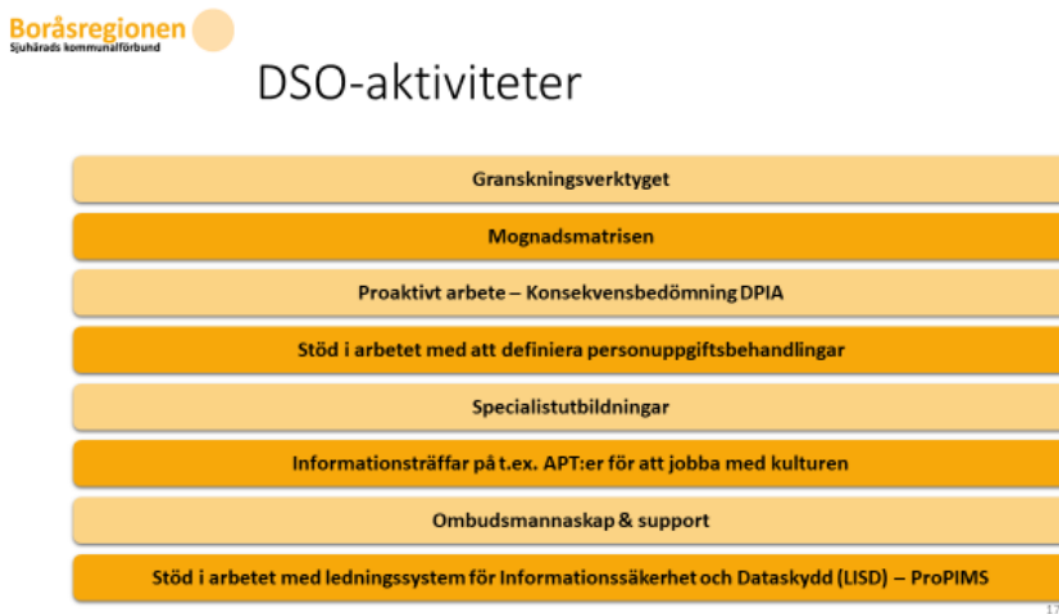 Boråsregionen
Sjuhärads kommunalförbund
DSO-aktiviteter
Granskningsverktyget
Mognadsmatrisen
Proaktivt arbete – Konsekvensbedömning DPIA
Stöd i arbetet med att definiera personuppgiftsbehandlingar
Specialistutbildningar
Informationsträffar på t.ex. APT:er för att jobba med kulturen
Ombudsmannaskap & support
Stöd i arbetet med ledningssystem för Informationssäkerhet och Dataskydd (LISD) – ProPIMS
17